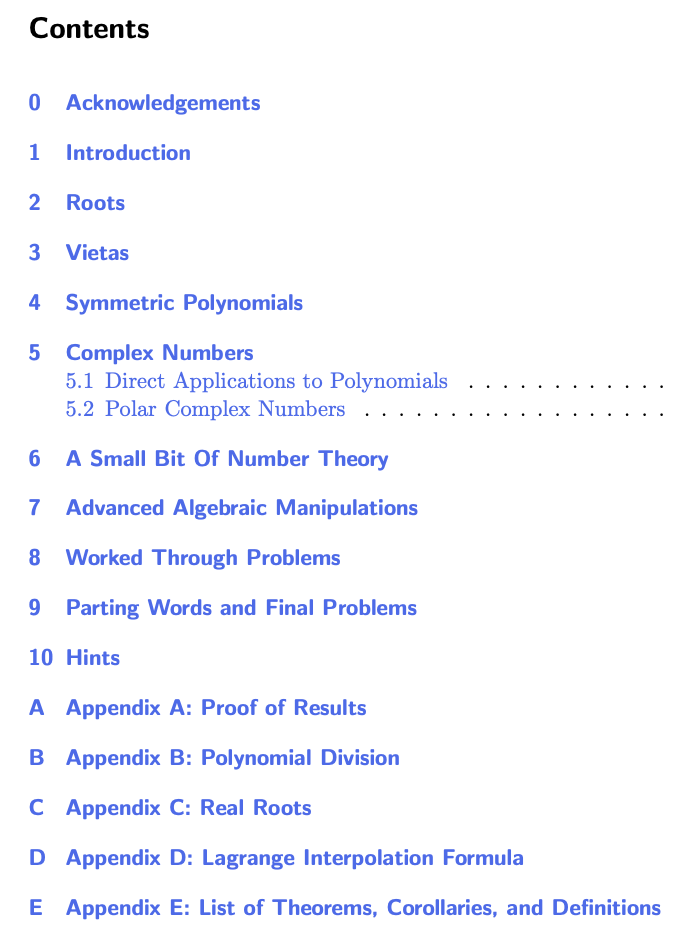 Contents
0 Acknowledgements
1 Introduction
2 Roots
3 Vietas
4 Symmetric Polynomials
5 Complex Numbers
5.1 Direct Applications to Polynomials . . . . . . . . . . . .
5.2 Polar Complex Numbers . . . . . . . . . . . . . . . . . .
6 A Small Bit Of Number Theory
7 Advanced Algebraic Manipulations
8 Worked Through Problems
9 Parting Words and Final Problems
10 Hints
A Appendix A: Proof of Results
B Appendix B: Polynomial Division
C Appendix C: Real Roots
D Appendix D: Lagrange Interpolation Formula
E Appendix E: List of Theorems, Corollaries, and Definitions